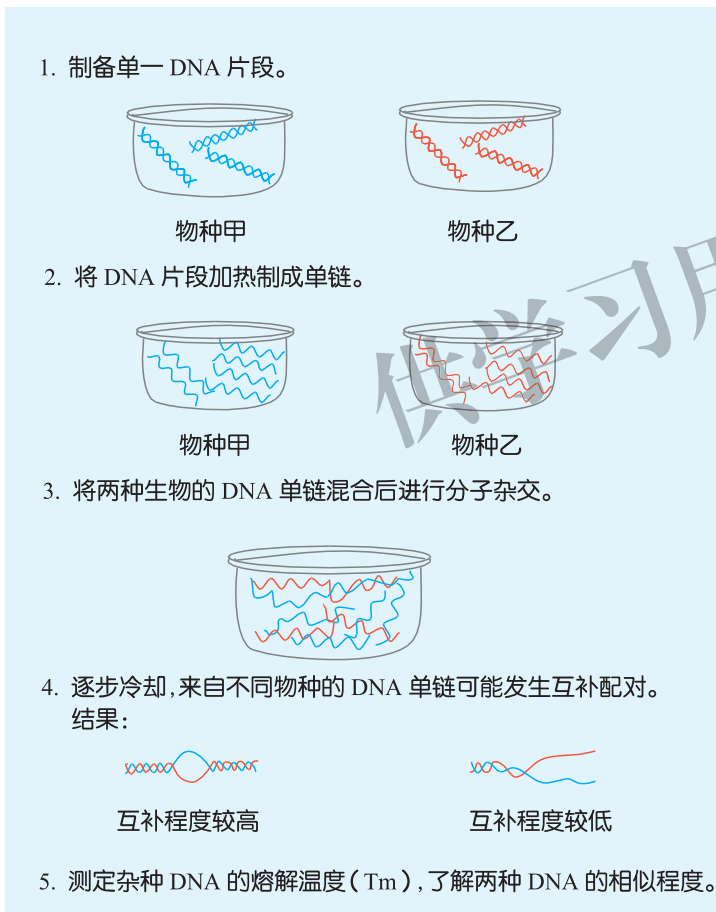 1. 制备单一 DNA 片段。
物种甲 物种乙
2. 将 DNA 片段加热制成单链。
物种甲 物种乙
3. 将两种生物的 DNA 单链混合后进行分子杂交。
4. 逐步冷却,来自不同物种的 DNA 单链可能发生互补配对。
结果:
互补程度较高 互补程度较低
5. 测定杂种 DNA 的熔解温度(Tm),了解两种 DNA 的相似程度。
供学习用